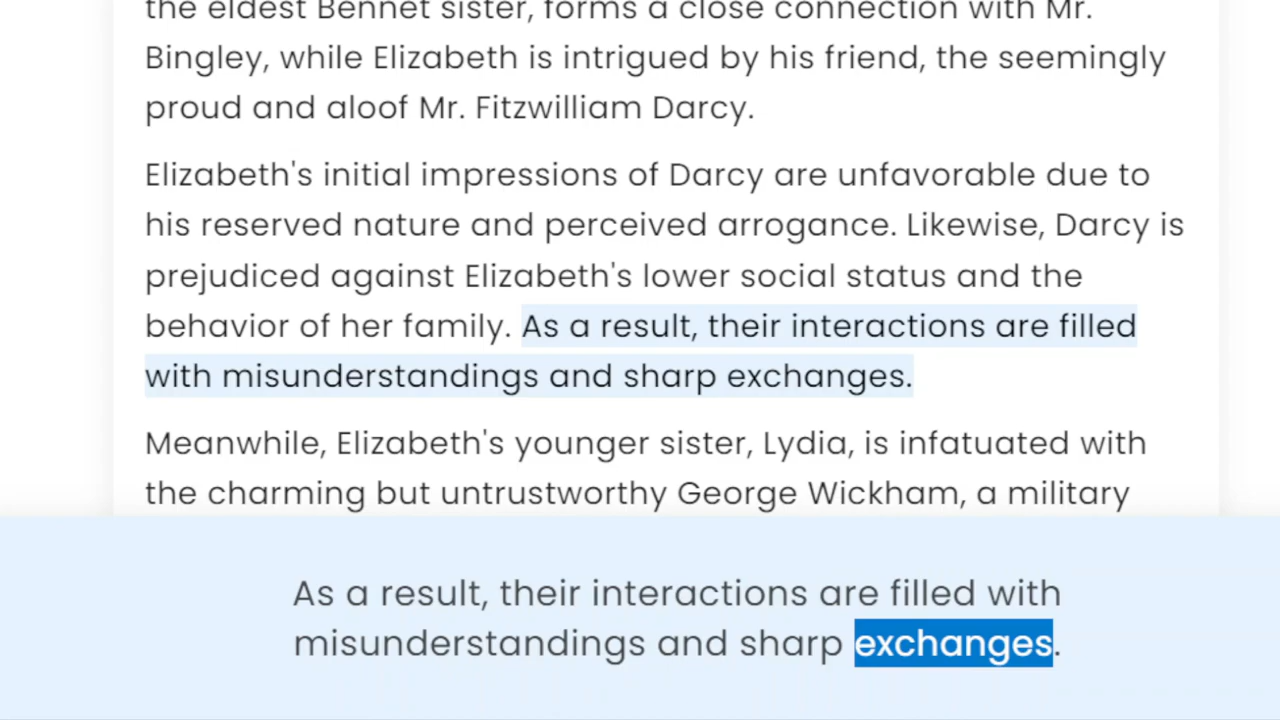 the eldest Bennet sister, forms a close connection with Mr.
Bingley, while Elizabeth is intrigued by his friend, the seemingly
proud and aloof Mr. Fitzwilliam Darcy.
Elizabeth's initial impressions of Darcy are unfavorable due to
his reserved nature and perceived arrogance. Likewise, Darcy is
prejudiced against Elizabeth's lower social status and the
behavior of her family. As a result, their interactions are filled
with misunderstandings and sharp exchanges.
Meanwhile, Elizabeth's younger sister, Lydia, is infatuated with
the charming but untrustworthy George Wickham, a military
As a result, their interactions are filled with
misunderstandings and sharp exchanges.